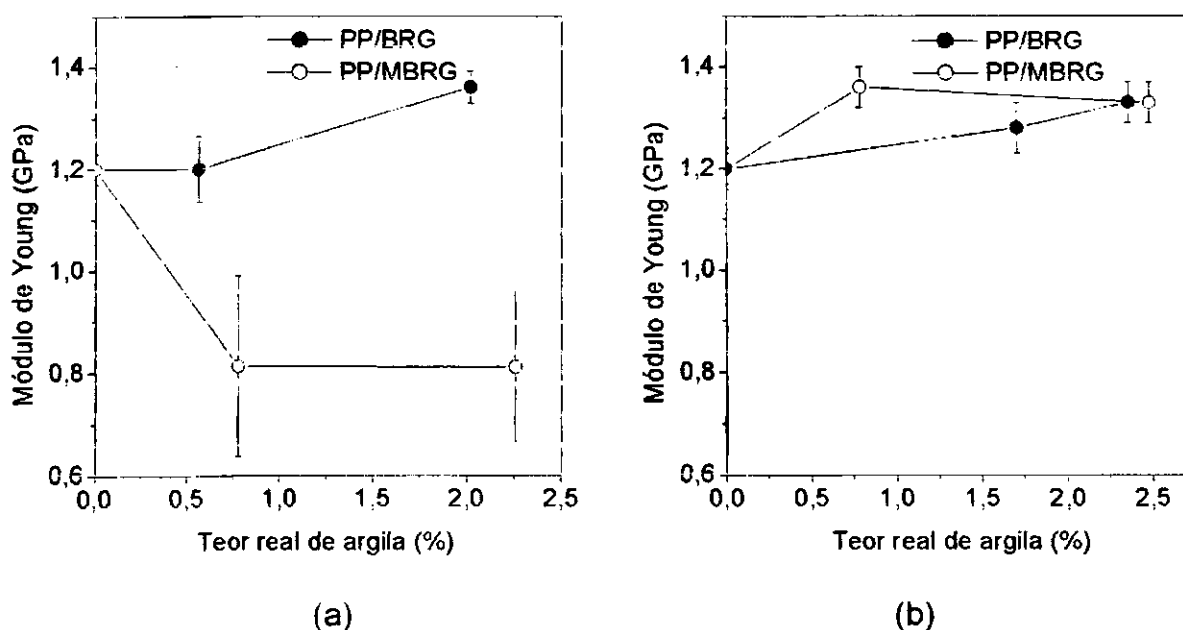 PP/BRG
PP/MBRG
1,4
1,2
1,0
0,8
0,6
Módulo de Young (GPa)
0,0 0,5 1,0 1,5 2,0 2,5
Teor real de argila (%)
(a)
PP/BRG
PP/MBRG
1,4
1,2
1,0
0,8
0,6
Módulo de Young (GPa)
0,0 0,5 1,0 1,5 2,0 2,5
Teor real de argila (%)
(b)